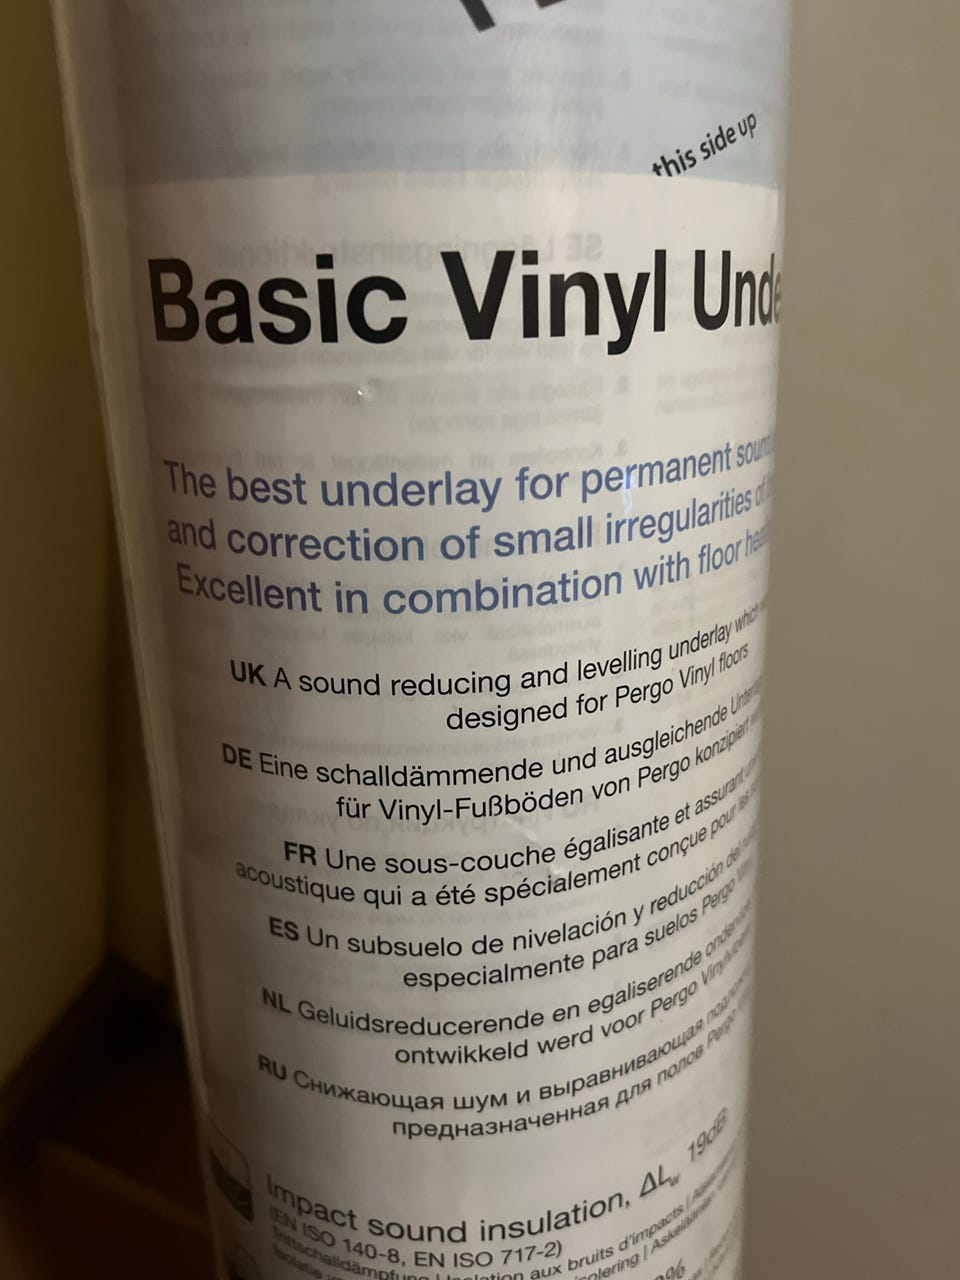 this side up
Basic Vinyl
The best underlay for permanent
and correction of small irregularities of
Excellent in combination with floor
UK A sound reducing and levelling underlay which
designed for Pergo Vinyl floors
DE Eine schalldämmende und ausgleichende
für Vinyl-Fußböden von Pergo konzipiert
FR Une sous-couche égalisante et assurant
acoustique qui a été spécialement conçue pour les
ES Un subsuelo de nivelación y reducción del
especialmente para suelos Pergo
NL Geluidsreducerende en egaliserende
ontwikkeld werd voor Pergo
RU Снижающая шум и выравнивающая
предназначенная для полов Pergo
Impact sound insulation, ΔLw 19dB
(EN ISO 140-8, EN ISO 717-2)
aux bruits d'impacts |